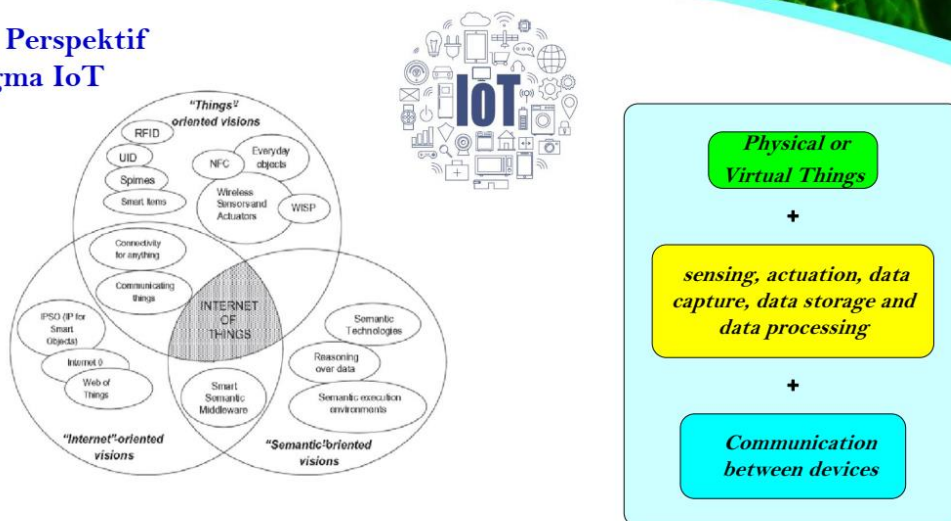 Perspektif
gma IoT
IoT
"Things"
oriented visions
RFID
UID
Spimes
Smart Items
NFC
Everyday
objects
Wireless
Sensors and
Actuators
WISP
Connectivity
for anything
Communicating
things
INTERNET
OF
THINGS
IPSO (IP for
Smart
Objects)
Internet 0
Web of
Things
"Internet"-oriented
visions
Smart
Semantic
Middleware
Semantic
Technologies
Reasoning
over data
Semantic execution
environments
"Semantic"-oriented
visions
Physical or
Virtual Things
+
sensing, actuation, data
capture, data storage and
data processing
+
Communication
between devices